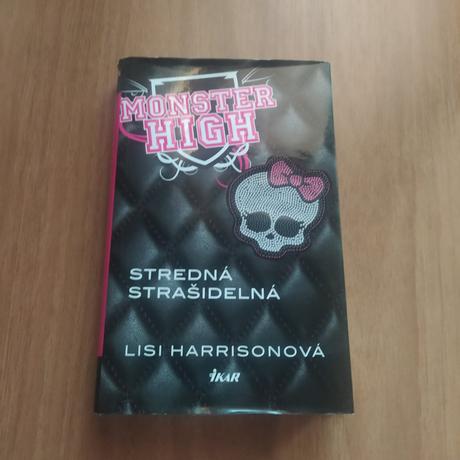 MONSTER
HIGH
STREDNÁ
STRAŠIDELNÁ
LISI HARRISONOVÁ
IKAR